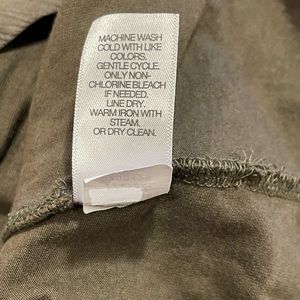 MACHINE WASH
COLD WITH LIKE
COLORS.
GENTLE CYCLE.
ONLY NON-
CHLORINE BLEACH
IF NEEDED.
LINE DRY.
WARM IRON WITH
STEAM.
OR DRY CLEAN.